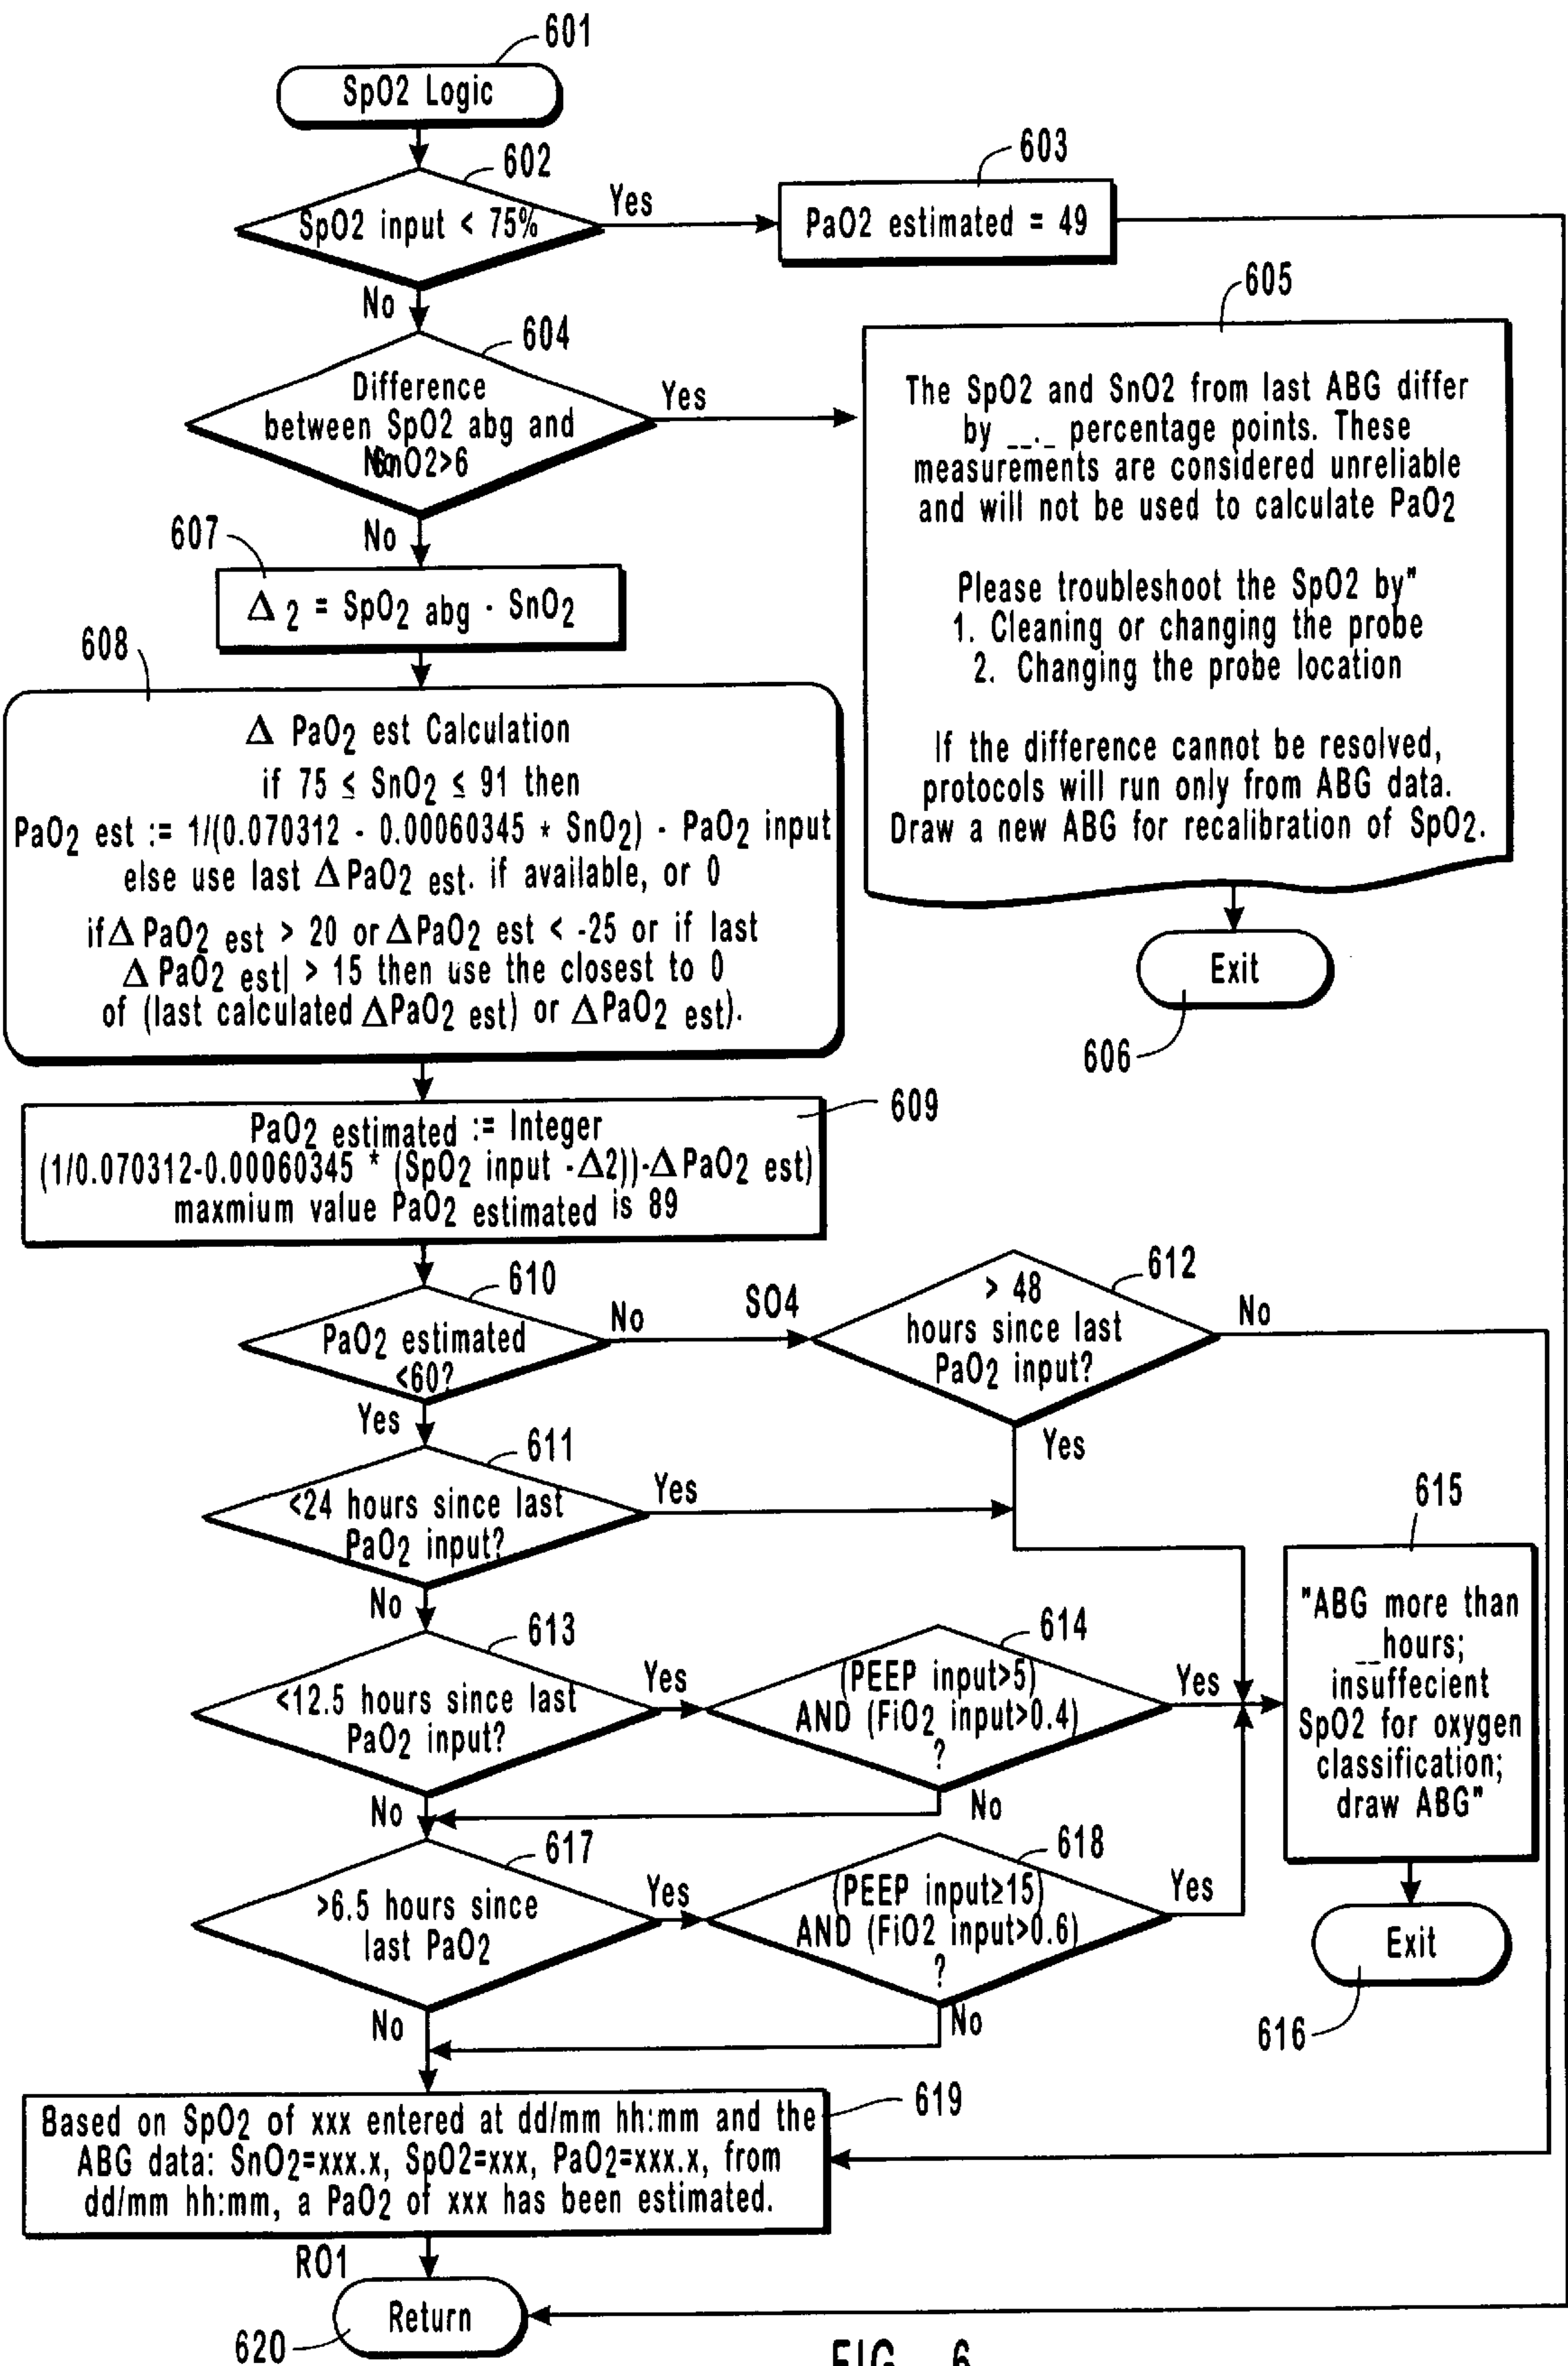 601
SpO2 Logic
602
SpO2 input < 75%
Yes
603
PaO2 estimated = 49
No
604
Difference
between SpO2 abg and
SnO2>6
Yes
605
The SpO2 and SnO2 from last ABG differ
by __._ percentage points. These
measurements are considered unreliable
and will not be used to calculate PaO2
Please troubleshoot the SpO2 by"
1. Cleaning or changing the probe
2. Changing the probe location
If the difference cannot be resolved,
protocols will run only from ABG data.
Draw a new ABG for recalibration of SpO2.
Exit
606
No
607
Δ 2 = SpO2 abg - SnO2
608
Δ PaO2 est Calculation
if 75 ≤ SnO2 ≤ 91 then
PaO2 est := 1/(0.070312 - 0.00060345 * SnO2) - PaO2 input
else use last ΔPaO2 est. if available, or 0
if Δ PaO2 est > 20 or ΔPaO2 est < -25 or if last
Δ PaO2 est| > 15 then use the closest to 0
of (last calculated ΔPaO2 est) or ΔPaO2 est).
609
PaO2 estimated := Integer
(1/0.070312-0.00060345 * (SpO2 input -Δ2))-ΔPaO2 est)
maxmium value PaO2 estimated is 89
610
PaO2 estimated
<60?
No
SO4
612
> 48
hours since last
PaO2 input?
No
Yes
Yes
611
<24 hours since last
PaO2 input?
Yes
No
613
<12.5 hours since last
PaO2 input?
Yes
614
(PEEP input>5)
AND (FiO2 input>0.4)
?
Yes
No
No
615
"ABG more than
__hours;
insuffecient
SpO2 for oxygen
classification;
draw ABG"
Exit
616
617
>6.5 hours since
last PaO2
Yes
618
(PEEP input≥15)
AND (FiO2 input>0.6)
?
Yes
No
No
619
Based on SpO2 of xxx entered at dd/mm hh:mm and the
ABG data: SnO2=xxx.x, SpO2=xxx, PaO2=xxx.x, from
dd/mm hh:mm, a PaO2 of xxx has been estimated.
RO1
Return
620
FIG. 6